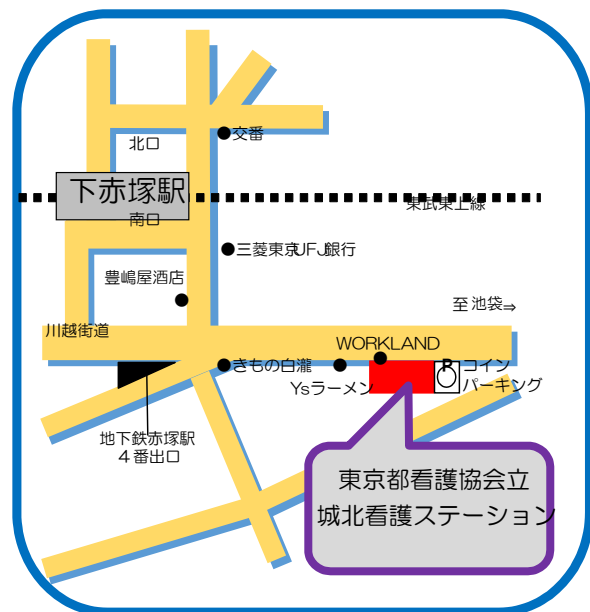 交番
北口
下赤塚駅
東武東上線
南口
三菱東京UFJ銀行
豊嶋屋酒店
至 池袋⇒
川越街道
WORKLAND
きもの白瀧
P
コイン
パーキング
Ysラーメン
地下鉄赤塚駅
４番出口
東京都看護協会立
城北看護ステーション